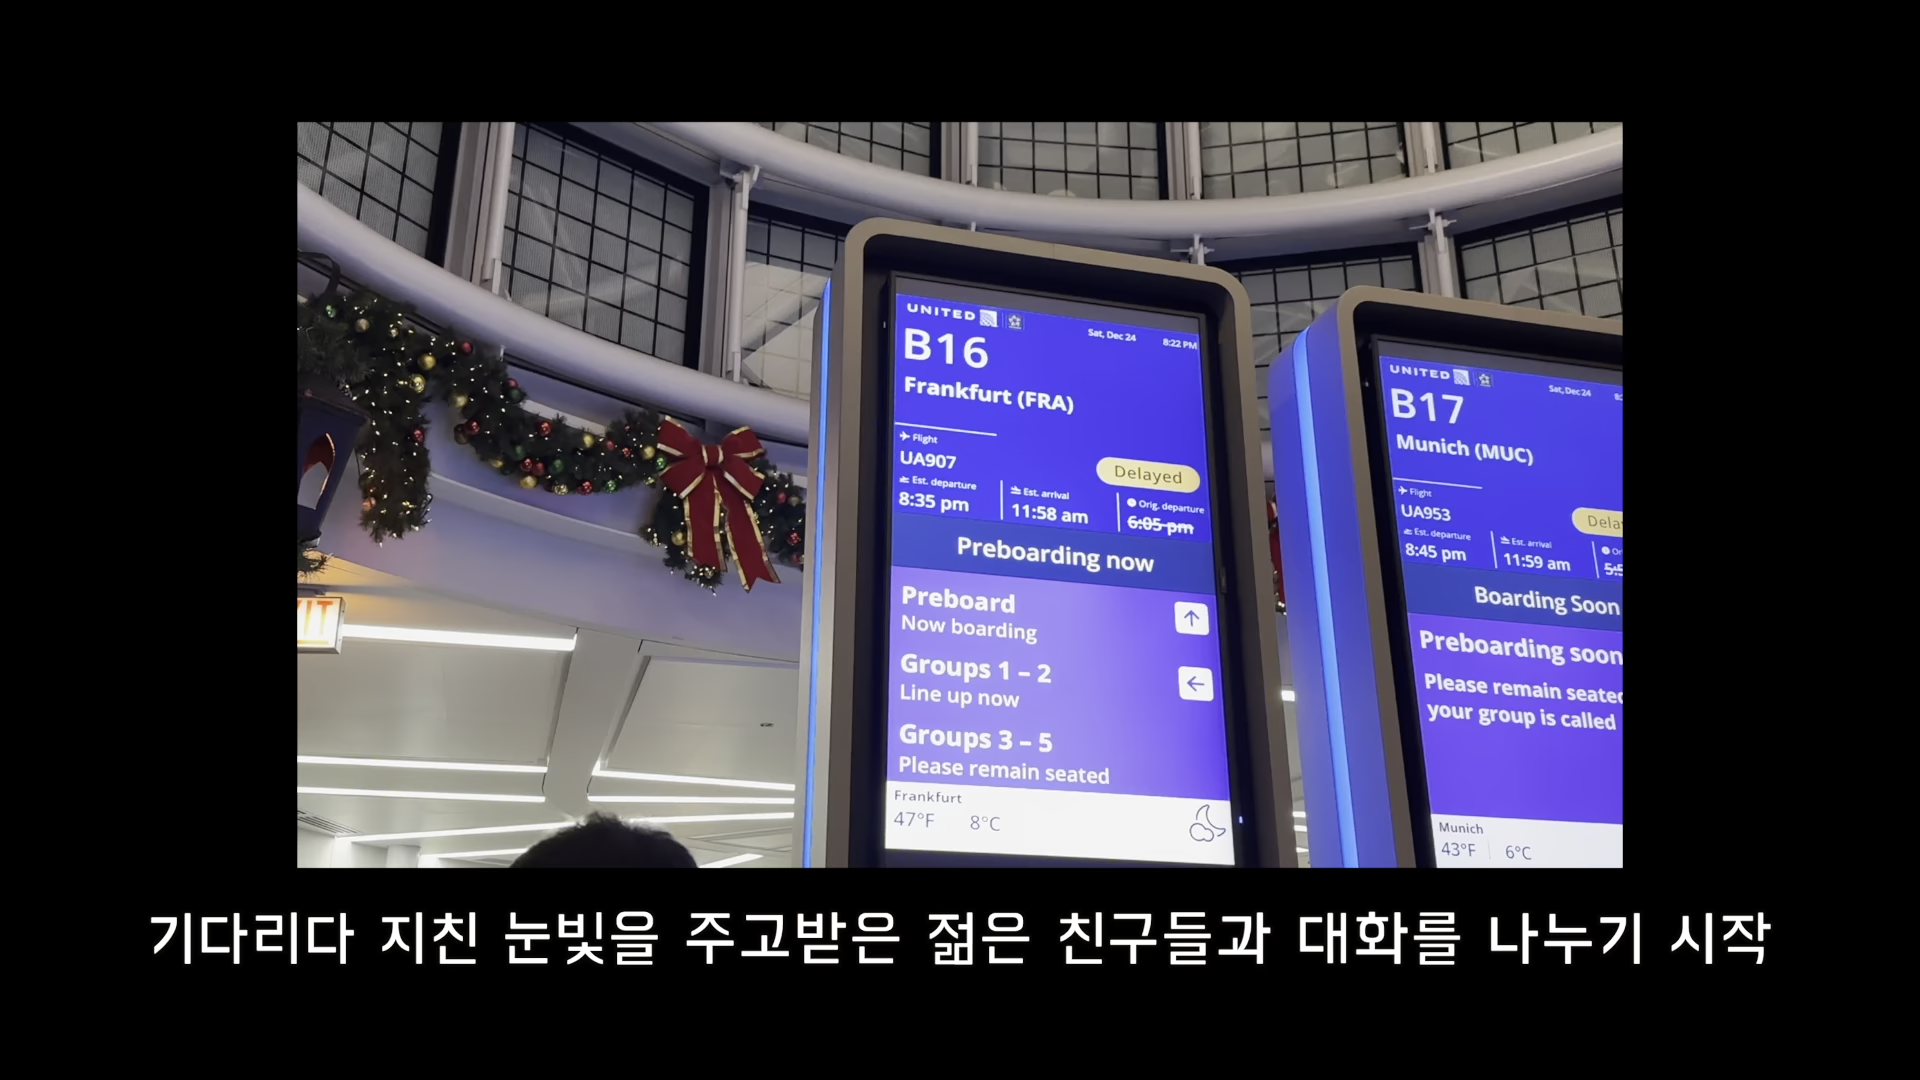 UNITED
Sat, Dec 24 8:22 PM
B16
Frankfurt (FRA)
Flight
UA907
Delayed
Est. departure Est. arrival Orig. departure
8:35 pm 11:58 am 6:05 pm
Preboarding now
Preboard
Now boarding
Groups 1 – 2
Line up now
Groups 3 – 5
Please remain seated
Frankfurt
47°F 8°C
UNITED
Sat, Dec 24
B17
Munich (MUC)
Flight
UA953
Est. departure Est. arrival
8:45 pm 11:59 am
Boarding Soon
Preboarding soon
Please remain seated
your group is called
Munich
43°F 6°C
기다리다 지친 눈빛을 주고받은 젊은 친구들과 대화를 나누기 시작